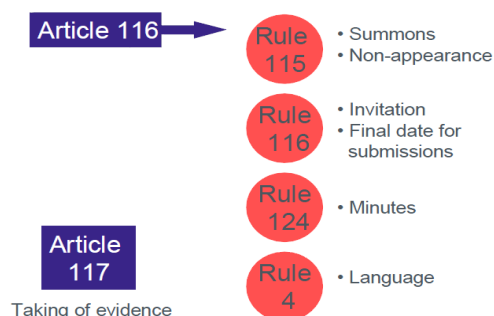 Article 116
Rule
115
• Summons
• Non-appearance
Rule
116
• Invitation
• Final date for
submissions
Rule
124
• Minutes
Article
117
Taking of evidence
Rule
4
• Language